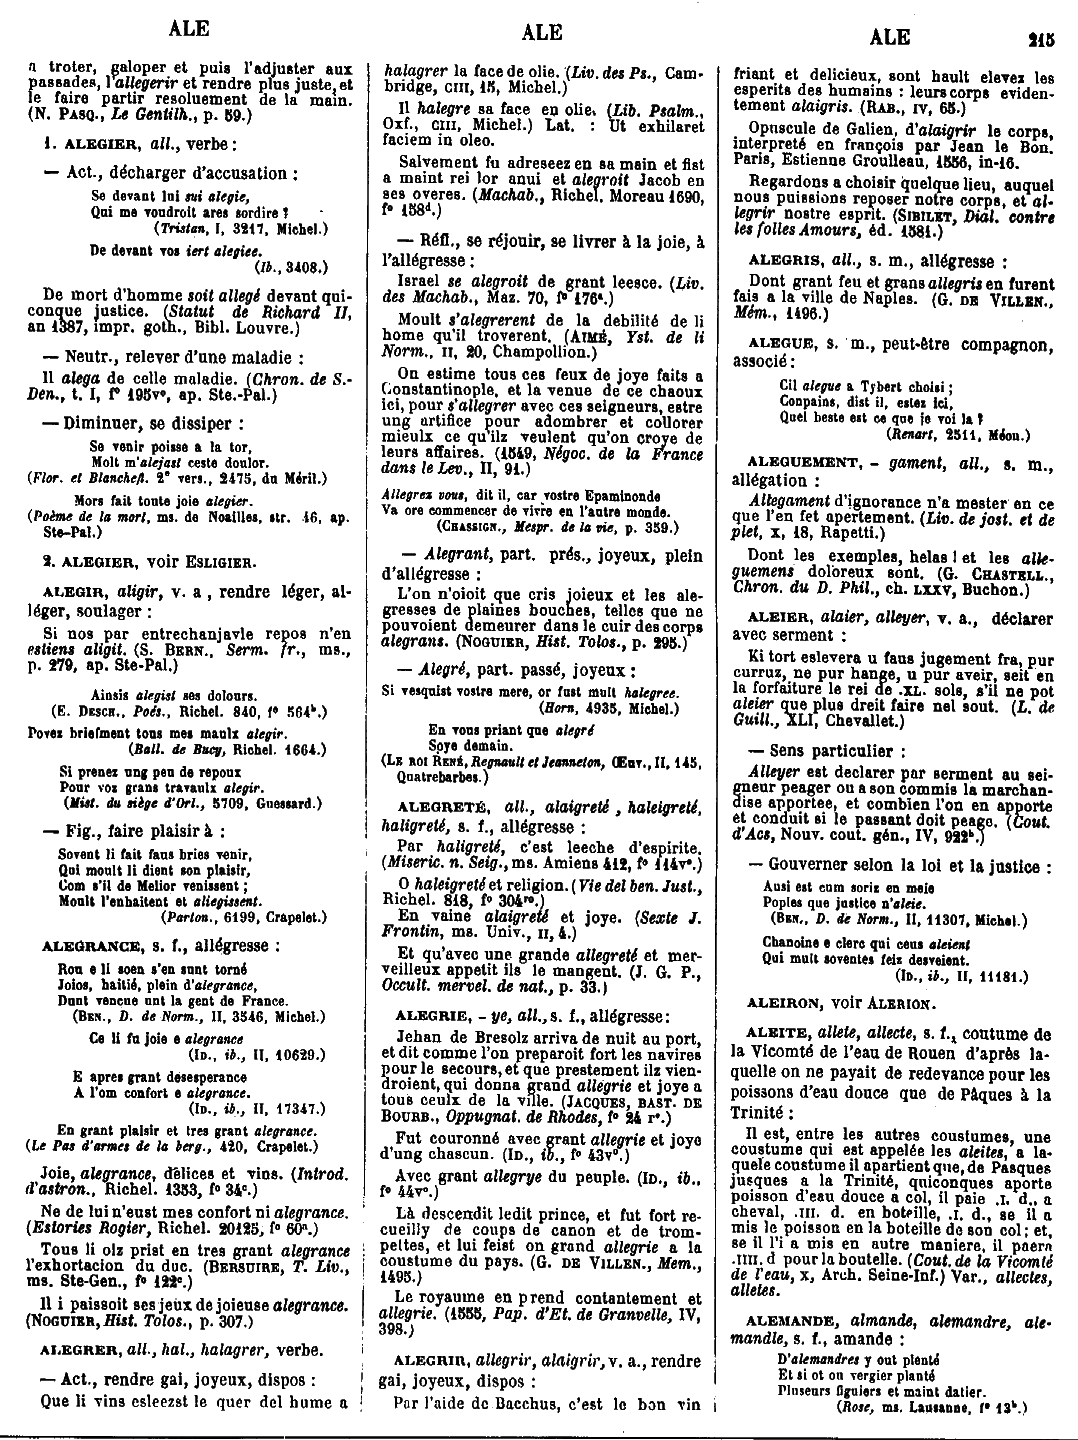 ALE
ALE
ALE
215
a troter, galoper et puis l'adjuster aux
passades, l'allegerir et rendre plus juste, et
le faire partir resoluement de la main.
(N. PASQ., Le Gentilh., p. 59.)
1. ALEGIER, all., verbe :
— Act., décharger d'accusation :
Se devant lui sui alegie,
Qui me voudroit ares sordire ?
(Tristan, I, 3217, Michel.)
De devant vos iert alegiee.
(Ib., 3408.)
De mort d'homme soit allegé devant qui-
conque justice. (Statut de Richard II,
an 1387, impr. goth., Bibl. Louvre.)
— Neutr., relever d'une maladie :
Il alega de celle maladie. (Chron. de S.-
Den., t. I, f° 195v°, ap. Ste.-Pal.)
— Diminuer, se dissiper :
Se venir poisse a la tor,
Molt m'alejast ceste doulor.
(Flor. et Blanchefl. 2e vers., 2475, du Méril.)
Mors fait toute joie alegier.
(Poème de la mort, ms. de Noailles, str. 46, ap.
Ste-Pal.)
2. ALEGIER, voir ESLIGIER.
ALEGIR, aligir, v. a , rendre léger, al-
léger, soulager :
Si nos par entrechanjavle repos n'en
estiens aligit. (S. BERN., Serm. fr., ms.,
p. 279, ap. Ste-Pal.)
Ainsis alegist ses dolours.
(E. DESCH., Poés., Richel. 840, f° 564b.)
Povez briefment tous mes maulx alegir.
(Ball. de Bucy, Richel. 1664.)
Si prenez ung peu de repoux
Pour voz grans travaulx alegir.
(Mist. du siège d'Orl., 5709, Guessard.)
— Fig., faire plaisir à :
Sovent li fait faus bries venir,
Qui moult li dient son plaisir,
Com s'il de Melior venissent ;
Moult l'enhaitent et aliegissent.
(Parton., 6199, Crapelet.)
ALEGRANCE, s. f., allégresse :
Rou e li soen s'en sunt torné
Joios, haitié, plein d'alegrance,
Dunt vencue unt la gent de France.
(BEN., D. de Norm., II, 3546, Michel.)
Ce li fu joie e alegrance
(ID., ib., II, 10629.)
E apres grant desesperance
A l'om confort e alegrance.
(ID., ib., II, 17347.)
En grant plaisir et tres grant alegrance.
(Le Pas d'armes de la berg., 420, Crapelet.)
Joie, alegrance, délices et vins. (Introd.
d'astron., Richel. 1353, f° 34c.)
Ne de lui n'eust mes confort ni alegrance.
(Estories Rogier, Richel. 20125, f° 60a.)
Tous li olz prist en tres grant alegrance
l'exhortacion du duc. (BERSUIRE, T. Liv.,
ms. Ste-Gen., f° 122c.)
Il i paissoit ses jeux de joieuse alegrance.
(NOGUIER, Hist. Tolos., p. 307.)
ALEGRER, all., hal., halagrer, verbe.
— Act., rendre gai, joyeux, dispos :
Que li vins esleezst le quer del hume a
halagrer la face de olie. (Liv. des Ps., Cam-
bridge, CIII, 15, Michel.)
Il halegre sa face en olie. (Lib. Psalm.,
Oxf., CIII, Michel.) Lat. : Ut exhilaret
faciem in oleo.
Salvement fu adreseez en sa main et fist
a maint rei lor anui et alegroit Jacob en
ses overes. (Machab., Richel. Moreau 1690,
f° 158d.)
— Réfl., se réjouir, se livrer à la joie, à
l'allégresse :
Israel se alegroit de grant leesce. (Liv.
des Machab., Maz. 70, f° 176a.)
Moult s'alegrerent de la debilité de li
home qu'il troverent. (AIMÉ, Yst. de li
Norm., II, 20, Champollion.)
On estime tous ces feux de joye faits a
Constantinople, et la venue de ce chaoux
ici, pour s'allegrer avec ces seigneurs, estre
ung artifice pour adombrer et collorer
mieulx ce qu'ilz veulent qu'on croye de
leurs affaires. (1549, Négoc. de la France
dans le Lev., II, 91.)
Allegrez vous, dit il, car vostre Epaminonde
Va ore commencer de vivre en l'autre monde.
(CHASSIGN., Mespr. de la vie, p. 359.)
— Alegrant, part. prés., joyeux, plein
d'allégresse :
L'on n'oioit que cris joieux et les ale-
gresses de plaines bouches, telles que ne
pouvoient demeurer dans le cuir des corps
alegrans. (NOGUIER, Hist. Tolos., p. 295.)
— Alegré, part. passé, joyeux :
Si vesquist vostre mere, or fust mult halegree.
(Horn, 4935, Michel.)
En vous priant que alegré
Soye demain.
(LE ROI RENÉ, Regnault et Jeanneton, Œuv., II, 145,
Quatrebarbes.)
ALEGRETÉ, all., alaigreté , haleigreté,
haligreté, s. f., allégresse :
Par haligreté, c'est leeche d'espirite.
(Miseric. n. Seig., ms. Amiens 412, f° 114v°.)
O haleigreté et religion. (Vie del ben. Just.,
Richel. 818, f° 304r°.)
En vaine alaigreté et joye. (Sexte J.
Frontin, ms. Univ., II, 4.)
Et qu'avec une grande allegreté et mer-
veilleux appetit ils le mangent. (J. G. P.,
Occult. mervel. de nat., p. 33.)
ALEGRIE, - ye, all., s. f., allégresse :
Jehan de Bresolz arriva de nuit au port,
et dit comme l'on preparoit fort les navires
pour le secours, et que prestement ilz vien-
droient, qui donna grand allegrie et joye a
tous ceulx de la ville. (JACQUES, BAST. DE
BOURB., Oppugnat. de Rhodes, f° 24 r°.)
Fut couronné avec grant allegrie et joye
d'ung chascun. (ID., ib., f° 43v°.)
Avec grant allegrye du peuple. (ID., ib.,
f° 44v°.)
Là descendit ledit prince, et fut fort re-
cueilly de coups de canon et de trom-
pettes, et lui feist on grand allegrie a la
coustume du pays. (G. DE VILLEN., Mem.,
1495.)
Le royaume en prend contantement et
allegrie. (1555, Pap. d'Et. de Granvelle, IV,
398.)
ALEGRIR, allegrir, alaigrir, v. a., rendre
gai, joyeux, dispos :
Par l'aide de Bacchus, c'est le bon vin
friant et delicieux, sont hault elevez les
esperits des humains : leurs corps eviden-
tement alaigris. (RAB., IV, 65.)
Opuscule de Galien, d'alaigrir le corps,
interpreté en françois par Jean le Bon.
Paris, Estienne Groulleau, 1556, in-16.
Regardons a choisir quelque lieu, auquel
nous puissions reposer notre corps, et al-
legrir nostre esprit. (SIBILET, Dial. contre
les folles Amours, éd. 1581.)
ALEGRIS, all., s. m., allégresse :
Dont grant feu et grans allegris en furent
fais a la ville de Naples. (G. DE VILLEN.,
Mém., 1496.)
ALEGUE, s. m., peut-être compagnon,
associé :
Cil alegue a Tybert choisi ;
Conpains, dist il, estez ici,
Quel beste est ce que je voi la ?
(Renart, 2511, Méon.)
ALEGUEMENT, - gament, all., s. m.,
allégation :
Altegament d'ignorance n'a mester en ce
que l'en fet apertement. (Liv. de jost. et de
plet, X, 18, Rapetti.)
Dont les exemples, helas ! et les alle-
guemens doloreux sont. (G. CHASTELL.,
Chron. du D. Phil., ch. LXXV, Buchon.)
ALEIER, alaier, alleyer, v. a., déclarer
avec serment :
Ki tort eslevera u faus jugement fra, pur
curruz, ne pur hange, u pur aveir, seit en
la forfaiture le rei de .XL. sols, s'il ne pot
aleier que plus dreit faire nel sout. (L. de
Guill., XLI, Chevallet.)
— Sens particulier :
Alleyer est declarer par serment au sei-
gneur peager ou a son commis la marchan-
dise apportee, et combien l'on en apporte
et conduit si le passant doit peage. (Cout.
d'Acs, Nouv. cout. gén., IV, 922b.)
— Gouverner selon la loi et la justice :
Ausi est cum soriz en meie
Poples que justice n'aleie.
(BEN., D. de Norm., II, 11307, Michel.)
Chanoine e clerc qui ceus aleient
Qui mult soventes feiz desveient.
(ID., ib., II, 11181.)
ALEIRON, voir ALERION.
ALEITE, allete, allecte, s. f., coutume de
la Vicomté de l'eau de Rouen d'après la-
quelle on ne payait de redevance pour les
poissons d'eau douce que de Pâques à la
Trinité :
Il est, entre les autres coustumes, une
coustume qui est appelée les aleites, a la-
quele coustume il apartient que, de Pasques
jusques a la Trinité, quiconques aporte
poisson d'eau douce a col, il paie .I. d., a
cheval, .III. d. en boteille, .I. d., se il a
mis le poisson en la boteille de son col ; et,
se il l'i a mis en autre maniere, il paera
.IIII. d pour la boutelle. (Cout. de la Vicomté
de l'eau, X, Arch. Seine-Inf.) Var., allectes,
alletes.
ALEMANDE, almande, alemandre, ale-
mandle, s. f., amande :
D'alemandres y out planté
Et si ot ou vergier planté
Pluseurs figuiers et maint datier.
(Rose, ms. Lausanne, f° 13b.)